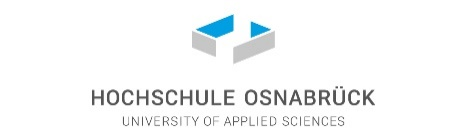 HOCHSCHULE OSNABRÜCK
UNIVERSITY OF APPLIED SCIENCES